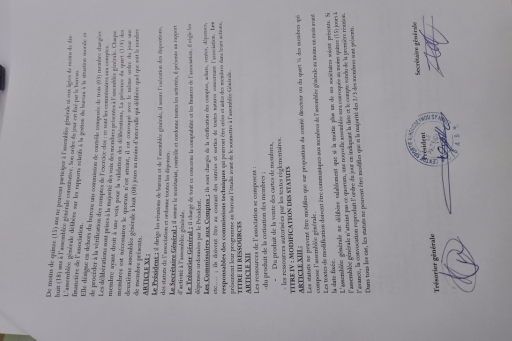 De moins de quinze (15) ans ne peuvent participer à l'assemblée générale ni aux âgées de moins de dix
huit (18) ans à l'assemblée générale constitutive. Son ordre du jour est fixé par le bureau.
L'assemblée générale délibère sur les rapports relatifs à la gestion du bureau à la situation morale et
financière de l'association.
Elle désigne en dehors du bureau une commission de contrôle composée de trois (03) membre chargées
de procéder à la vérification des comptes de l'exercice clos : ce sont les commissaires aux comptes.
Les délibérations sont prises à la majorité des voix des membres présentes à l'assemblée générale. Chaque
membre ayant droit à une voix pour la validation des délibérations. La présence du quart (1/4) des
membres est nécessaire le quorum n'est atteint, il est convoqué avec le même ordre du jour une
deuxième assemblée générale à huit (08) jours au moins d'intervalle qui délibère quel que soit le nombre
de membre présents.
ARTICLE XI :
Le Président : il dirige les réunions de bureau et de l'assemblée générale, il assure l'exécution des dispositions,
des statuts de l'association et ordonne toutes les dépenses.
Le Secrétaire Général : il assure le secrétariat, contrôle et ordonne toutes les activités, il présente au rapport
d'activité à l'assemblée générale.
Le Trésorier Général : il est chargé de tout ce concerne la comptabilité et les finances de l'association, il règle les
dépenses ordonnées par le Président.
Les Commissaires aux Comptes : ils sont chargés de la vérification des comptes, achats, ventes, dépenses,
etc.... ; ils doivent être au courant des entrées et sorties de toutes natures concernant l'association. Les
responsables des commissions techniques qui pourront être créés et aidés des membres dans leurs actions,
présentent leur programme au bureau l'étudie avant de le soumettre à l'assemblée Générale.
TITRE III RESSOURCES
ARTICLE XII
Les ressources de l'association se composent :
-du produit de la cotisation des membres ;
• Du produit de la vente des cartes de membres,
- les ressources autorisées par les textes réglementaires.
TITRE IV : MODIFICATION DES STATUTS
ARTICLE XIII :
Les statuts ne peuvent être modifiés que sur proposition du comité directeur ou du quart ¼ des membres qui
compose l'assemblée générale.
Les textes de modification doivent être communiqués aux membres de l'assemblée générale au moins un mois avant
la date fixée.
L'assemblée générale ne délibère valablement que si la moitié plus un de ses sociétaires soient présents. Si
l'assemblée générale n'atteint pas ce quorum, une nouvelle assemblée sera convoquée au moins quinze (15) jours à
l'avance, la convocation reproduit l'ordre du jour en indiquant la date et le compte-rendu de la première réunion.
Dans tous les cas, les statuts ne peuvent être modifiés que si la majorité des 2/3 des membres sont présents.
Trésorier générale
Président
Secrétaire générale